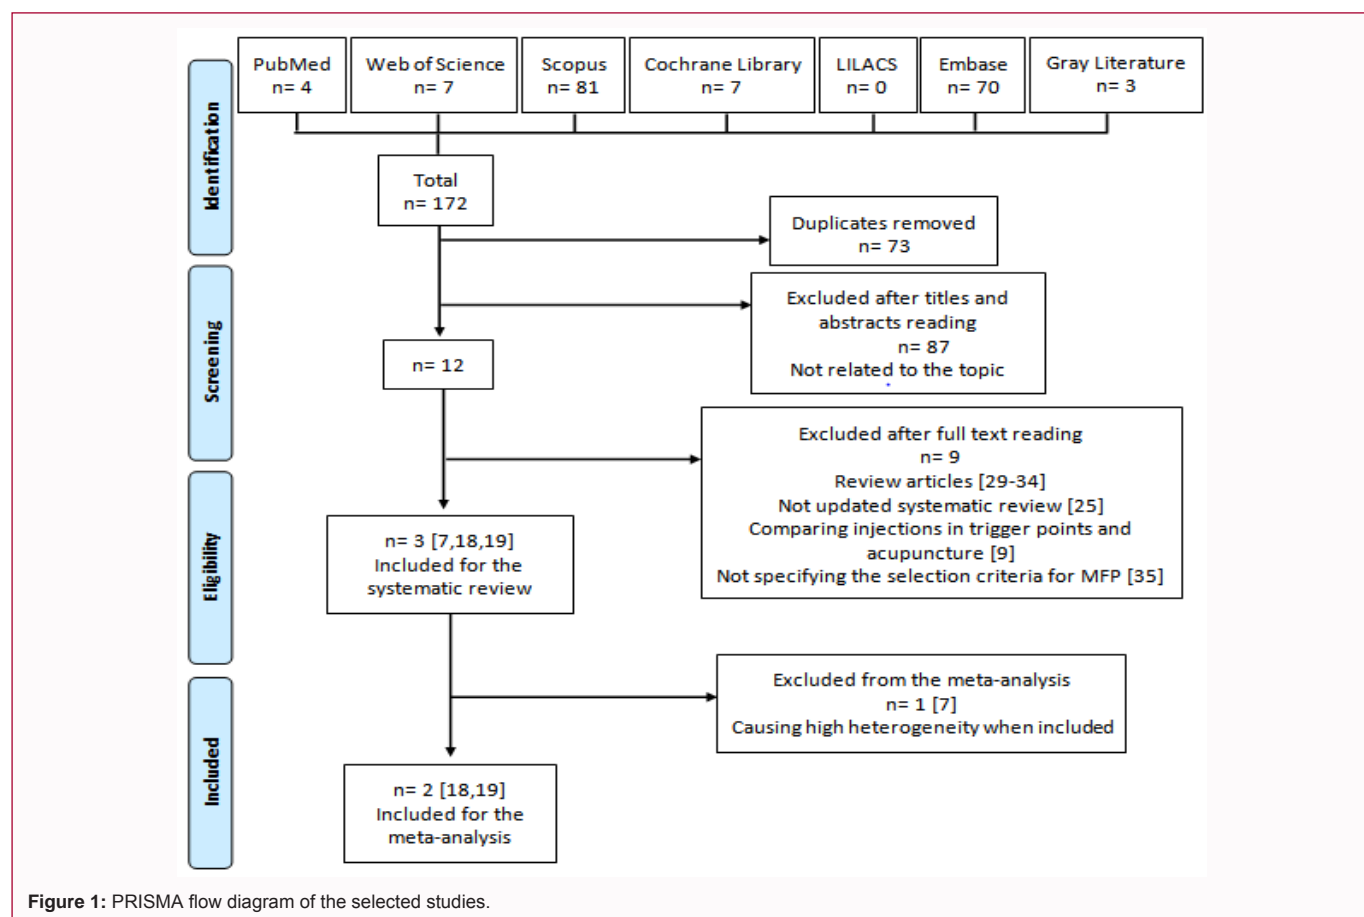 PubMed
n= 4
Web of Science
n= 7
Scopus
n= 81
Cochrane Library
n= 7
LILACS
n= 0
Embase
n= 70
Gray Literature
n= 3
Identification
Total
n= 172
Duplicates removed
n= 73
Screening
Excluded after titles and
abstracts reading
n= 87
Not related to the topic
n= 12
Excluded after full text reading
n= 9
Review articles [29-34]
Not updated systematic review [25]
Comparing injections in trigger points and
acupuncture [9]
Not specifying the selection criteria for MFP [35]
Eligibility
n= 3 [7,18,19]
Included for the
systematic review
Excluded from the meta-analysis
n= 1 [7]
Causing high heterogeneity when included
Included
n= 2 [18,19]
Included for the
meta-analysis
Figure 1: PRISMA flow diagram of the selected studies.